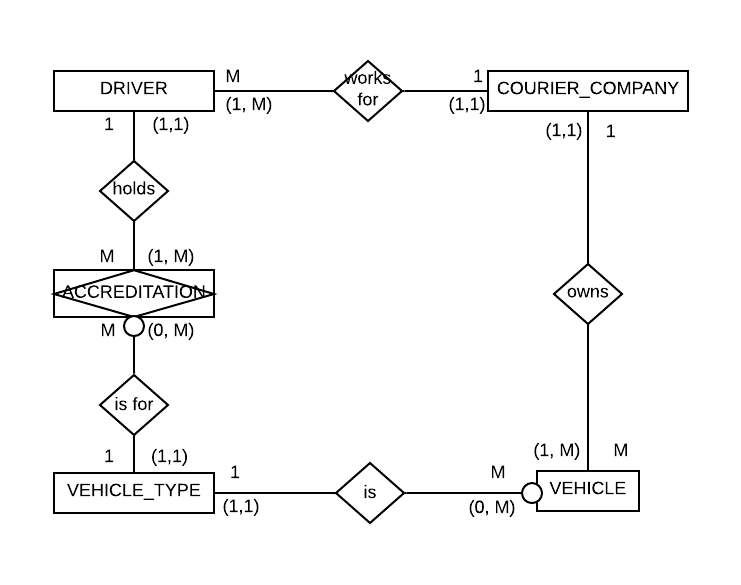 M
works
1
DRIVER
COURIER_COMPANY
for
(1, M)
(1,1)
1
(1,1)
(1,1)
1
holds
M
(1, M)
ACCREDITATION
owns
M
(0, M)
is for
1
(1,1)
(1, M)
M
1
M
VEHICLE_TYPE
is
VEHICLE
(1,1)
(0, M)